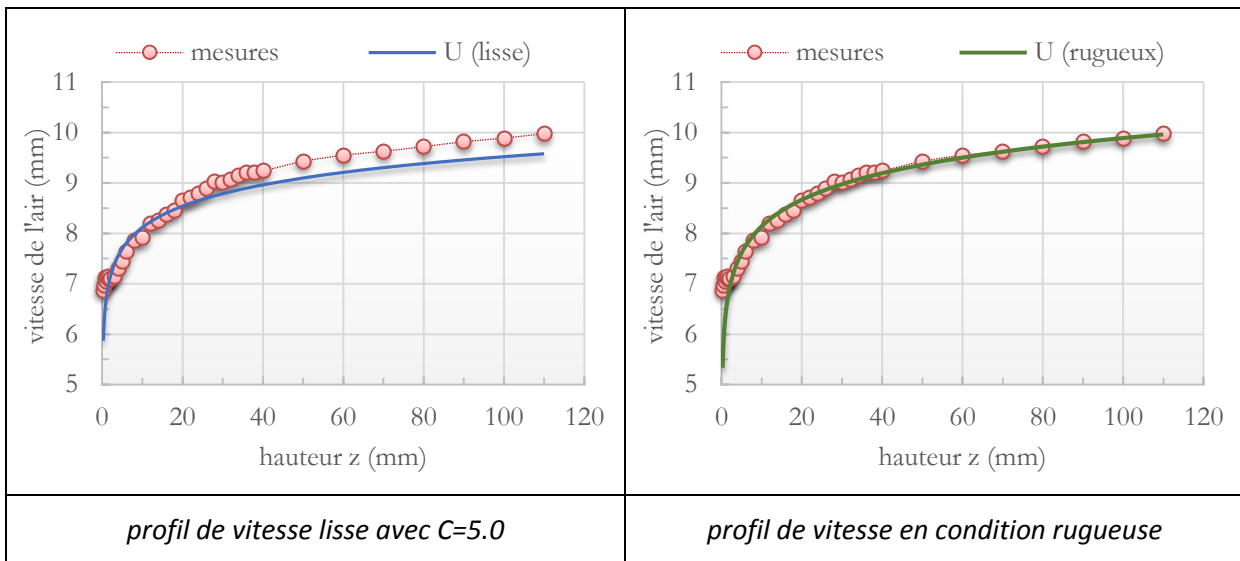 mesures U (lisse)
11
10
9
8
7
6
5
vitesse de l'air (mm)
0 20 40 60 80 100 120
hauteur z (mm)
profil de vitesse lisse avec C=5.0
mesures U (rugueux)
11
10
9
8
7
6
5
vitesse de l'air (mm)
0 20 40 60 80 100 120
hauteur z (mm)
profil de vitesse en condition rugueuse